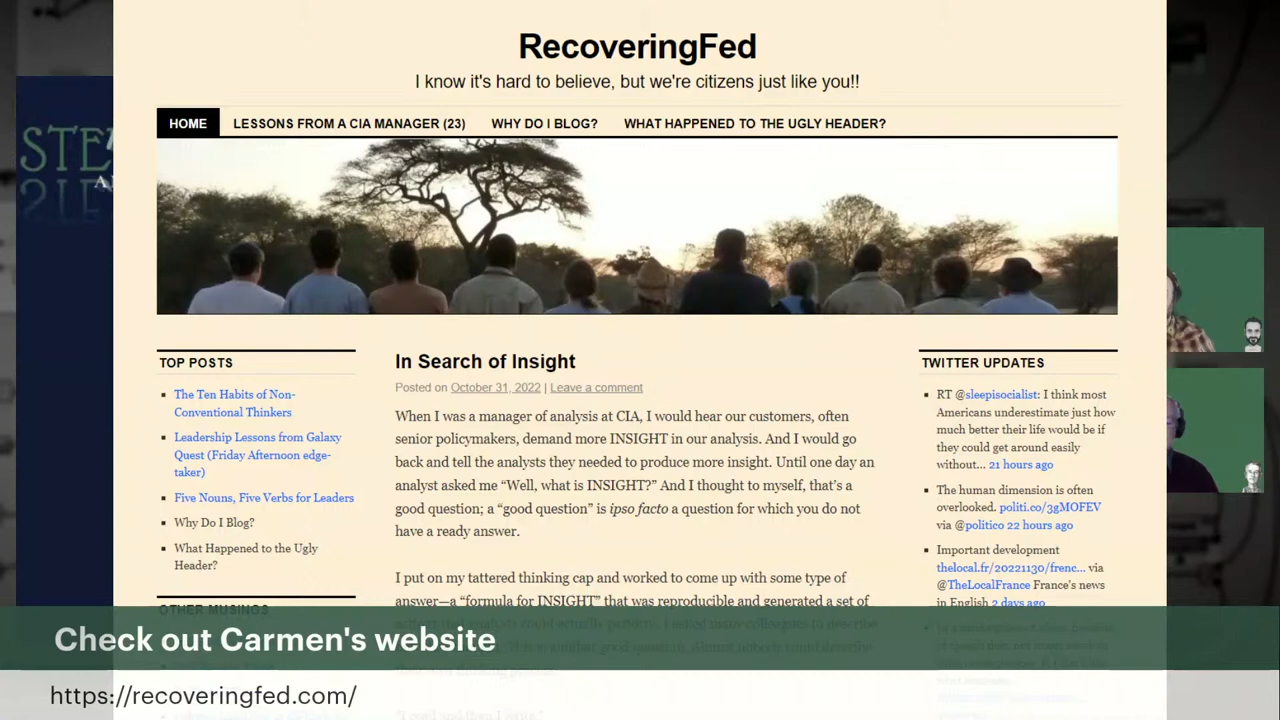 RecoveringFed
I know it's hard to believe, but we're citizens just like you!!
HOME
LESSONS FROM A CIA MANAGER (23)
WHY DO I BLOG?
WHAT HAPPENED TO THE UGLY HEADER?
STE
TOP POSTS
The Ten Habits of Non-
Conventional Thinkers
Leadership Lessons from Galaxy
Quest (Friday Afternoon edge-
taker)
Five Nouns, Five Verbs for Leaders
Why Do I Blog?
What Happened to the Ugly
Header?
OTHER MUSINGS
In Search of Insight
Posted on October 31, 2022 | Leave a comment
When I was a manager of analysis at CIA, I would hear our customers, often
senior policymakers, demand more INSIGHT in our analysis. And I would go
back and tell the analysts they needed to produce more insight. Until one day an
analyst asked me “Well, what is INSIGHT?” And I thought to myself, that’s a
good question; a “good question” is ipso facto a question for which you do not
have a ready answer.
I put on my tattered thinking cap and worked to come up with some type of
answer—a “formula for INSIGHT” that was reproducible and generated a set of
“I read and then I write.”
TWITTER UPDATES
RT @sleepisocialist: I think most
Americans underestimate just how
much better their life would be if
they could get around easily
without... 21 hours ago
The human dimension is often
overlooked. politi.co/3gMOFEV
via @politico 22 hours ago
Important development
thelocal.fr/20221130/frenc... via
@TheLocalFrance France's news
in English 2 days ago
Check out Carmen's website
https://recoveringfed.com/